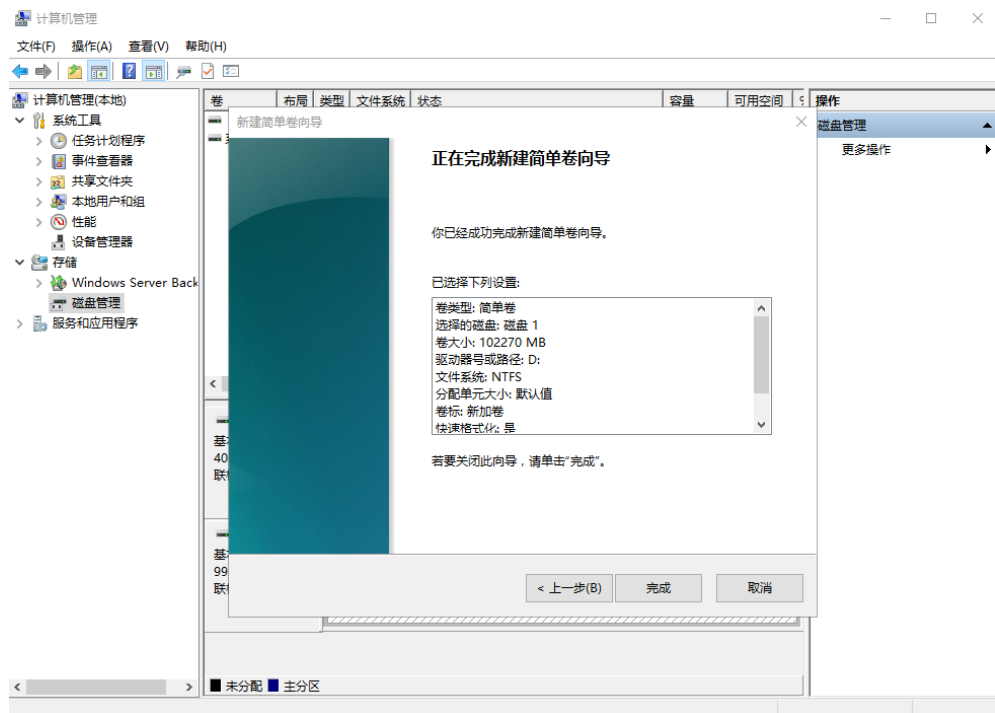 计算机管理
文件(F) 操作(A) 查看(V) 帮助(H)
计算机管理(本地)
系统工具
任务计划程序
事件查看器
共享文件夹
本地用户和组
性能
设备管理器
存储
Windows Server Back
磁盘管理
服务和应用程序
卷 布局 类型 文件系统 状态 容量 可用空间
操作
磁盘管理
更多操作
新建简单卷向导
正在完成新建简单卷向导
你已经成功完成新建简单卷向导。
已选择下列设置:
卷类型: 简单卷
选择的磁盘: 磁盘 1
卷大小: 102270 MB
驱动器号或路径: D:
文件系统: NTFS
分配单元大小: 默认值
卷标: 新加卷
快速格式化: 是
若要关闭此向导，请单击“完成”。
< 上一步(B) 完成 取消
基
40
联
基
99
联
未分配 主分区